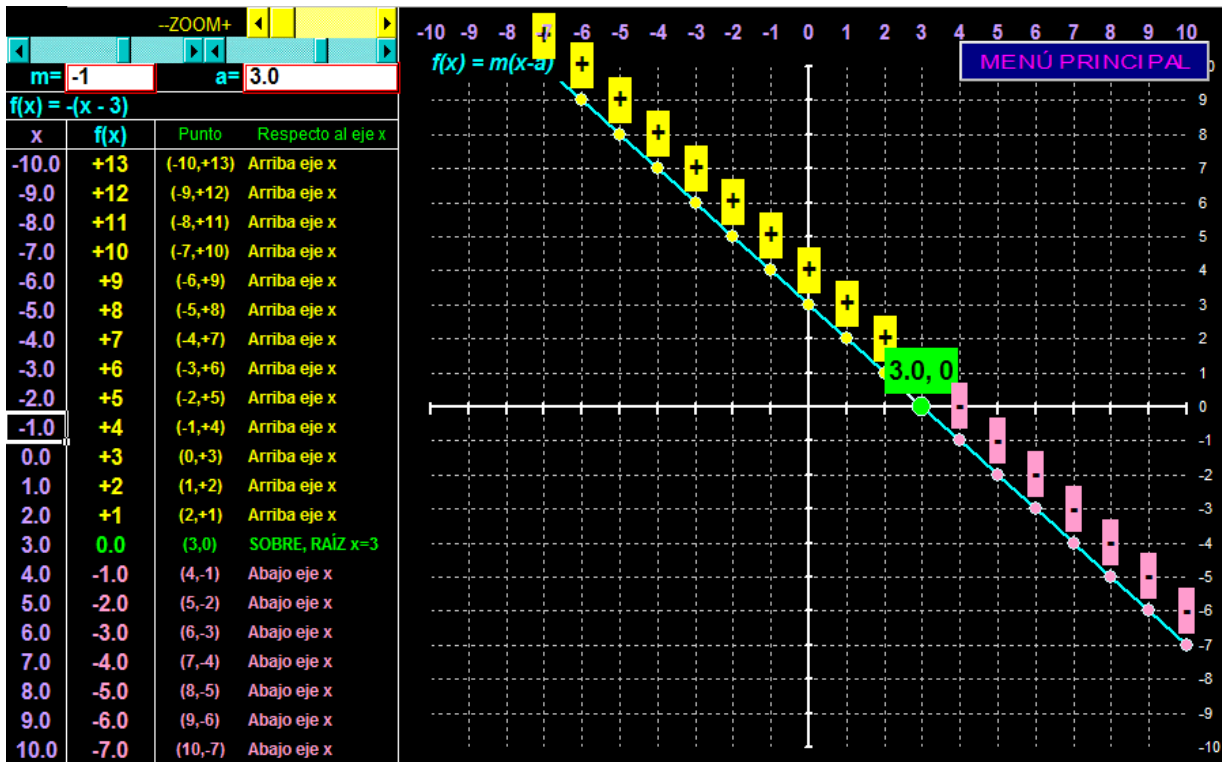 --ZOOM+
m= -1 a= 3.0
f(x) = -(x - 3)
x f(x) Punto Respecto al eje x
-10.0 +13 (-10,+13) Arriba eje x
-9.0 +12 (-9,+12) Arriba eje x
-8.0 +11 (-8,+11) Arriba eje x
-7.0 +10 (-7,+10) Arriba eje x
-6.0 +9 (-6,+9) Arriba eje x
-5.0 +8 (-5,+8) Arriba eje x
-4.0 +7 (-4,+7) Arriba eje x
-3.0 +6 (-3,+6) Arriba eje x
-2.0 +5 (-2,+5) Arriba eje x
-1.0 +4 (-1,+4) Arriba eje x
0.0 +3 (0,+3) Arriba eje x
1.0 +2 (1,+2) Arriba eje x
2.0 +1 (2,+1) Arriba eje x
3.0 0.0 (3,0) SOBRE, RAÍZ x=3
4.0 -1.0 (4,-1) Abajo eje x
5.0 -2.0 (5,-2) Abajo eje x
6.0 -3.0 (6,-3) Abajo eje x
7.0 -4.0 (7,-4) Abajo eje x
8.0 -5.0 (8,-5) Abajo eje x
9.0 -6.0 (9,-6) Abajo eje x
10.0 -7.0 (10,-7) Abajo eje x
-10 -9 -8 -7 -6 -5 -4 -3 -2 -1 0 1 2 3 4 5 6 7 8 9 10
f(x) = m(x-a)
MENÚ PRINCIPAL
+ + + + + + + + + +
3.0, 0
- - - - - - -
9
8
7
6
5
4
3
2
1
0
-1
-2
-3
-4
-5
-6
-7
-8
-9
-10